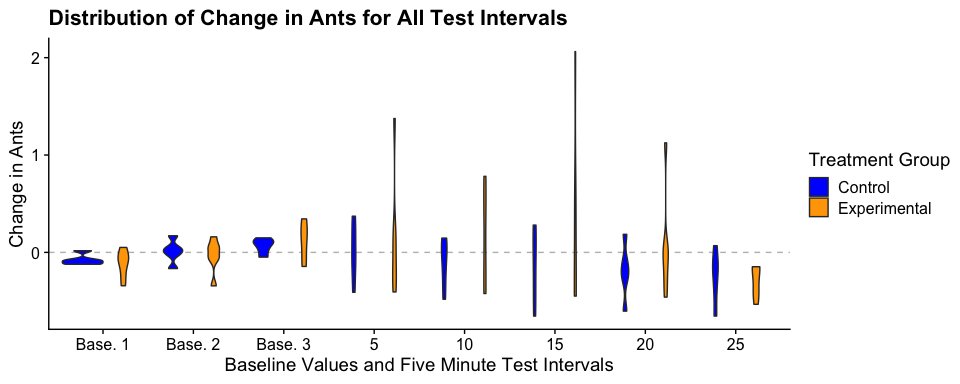 Distribution of Change in Ants for All Test Intervals
Change in Ants
2
1
0
Base. 1 Base. 2 Base. 3 5 10 15 20 25
Baseline Values and Five Minute Test Intervals
Treatment Group
Control
Experimental